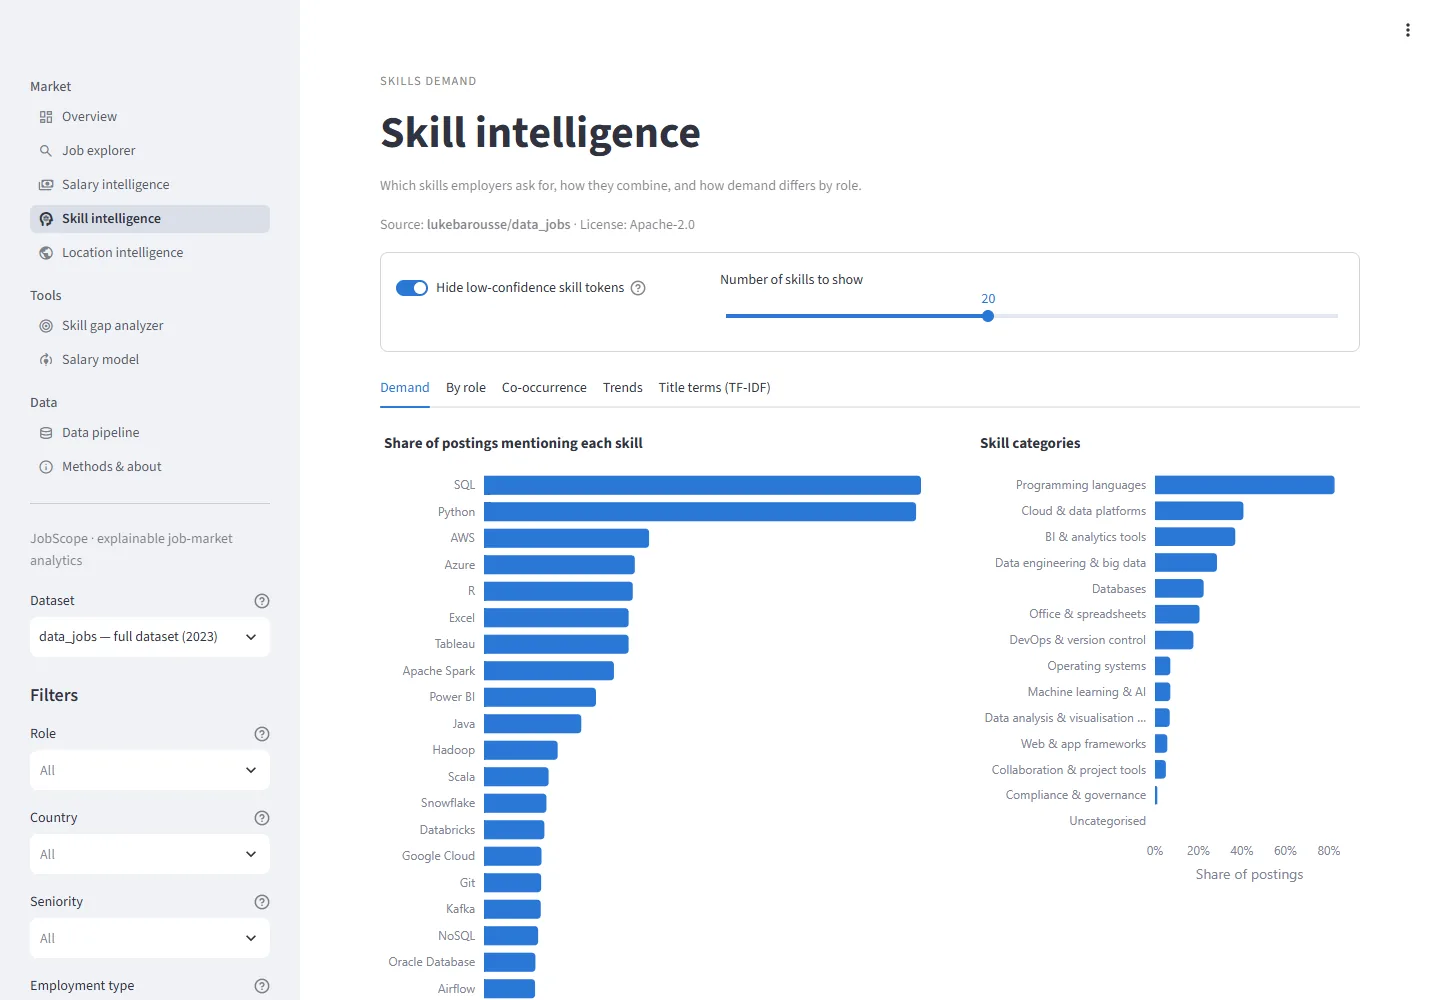 Market
Overview
Job explorer
Salary intelligence
Skill intelligence
Location intelligence
Tools
Skill gap analyzer
Salary model
Data
Data pipeline
Methods & about
JobScope · explainable job-market
analytics
Dataset
data_jobs — full dataset (2023)
Filters
Role
All
Country
All
Seniority
All
Employment type
SKILLS DEMAND
Skill intelligence
Which skills employers ask for, how they combine, and how demand differs by role.
Source: lukebarousse/data_jobs · License: Apache-2.0
Hide low-confidence skill tokens
Number of skills to show
20
Demand By role Co-occurrence Trends Title terms (TF-IDF)
Share of postings mentioning each skill
SQL
Python
AWS
Azure
R
Excel
Tableau
Apache Spark
Power BI
Java
Hadoop
Scala
Snowflake
Databricks
Google Cloud
Git
Kafka
NoSQL
Oracle Database
Airflow
Skill categories
Programming languages
Cloud & data platforms
BI & analytics tools
Data engineering & big data
Databases
Office & spreadsheets
DevOps & version control
Operating systems
Machine learning & AI
Data analysis & visualisation ...
Web & app frameworks
Collaboration & project tools
Compliance & governance
Uncategorised
0% 20% 40% 60% 80%
Share of postings